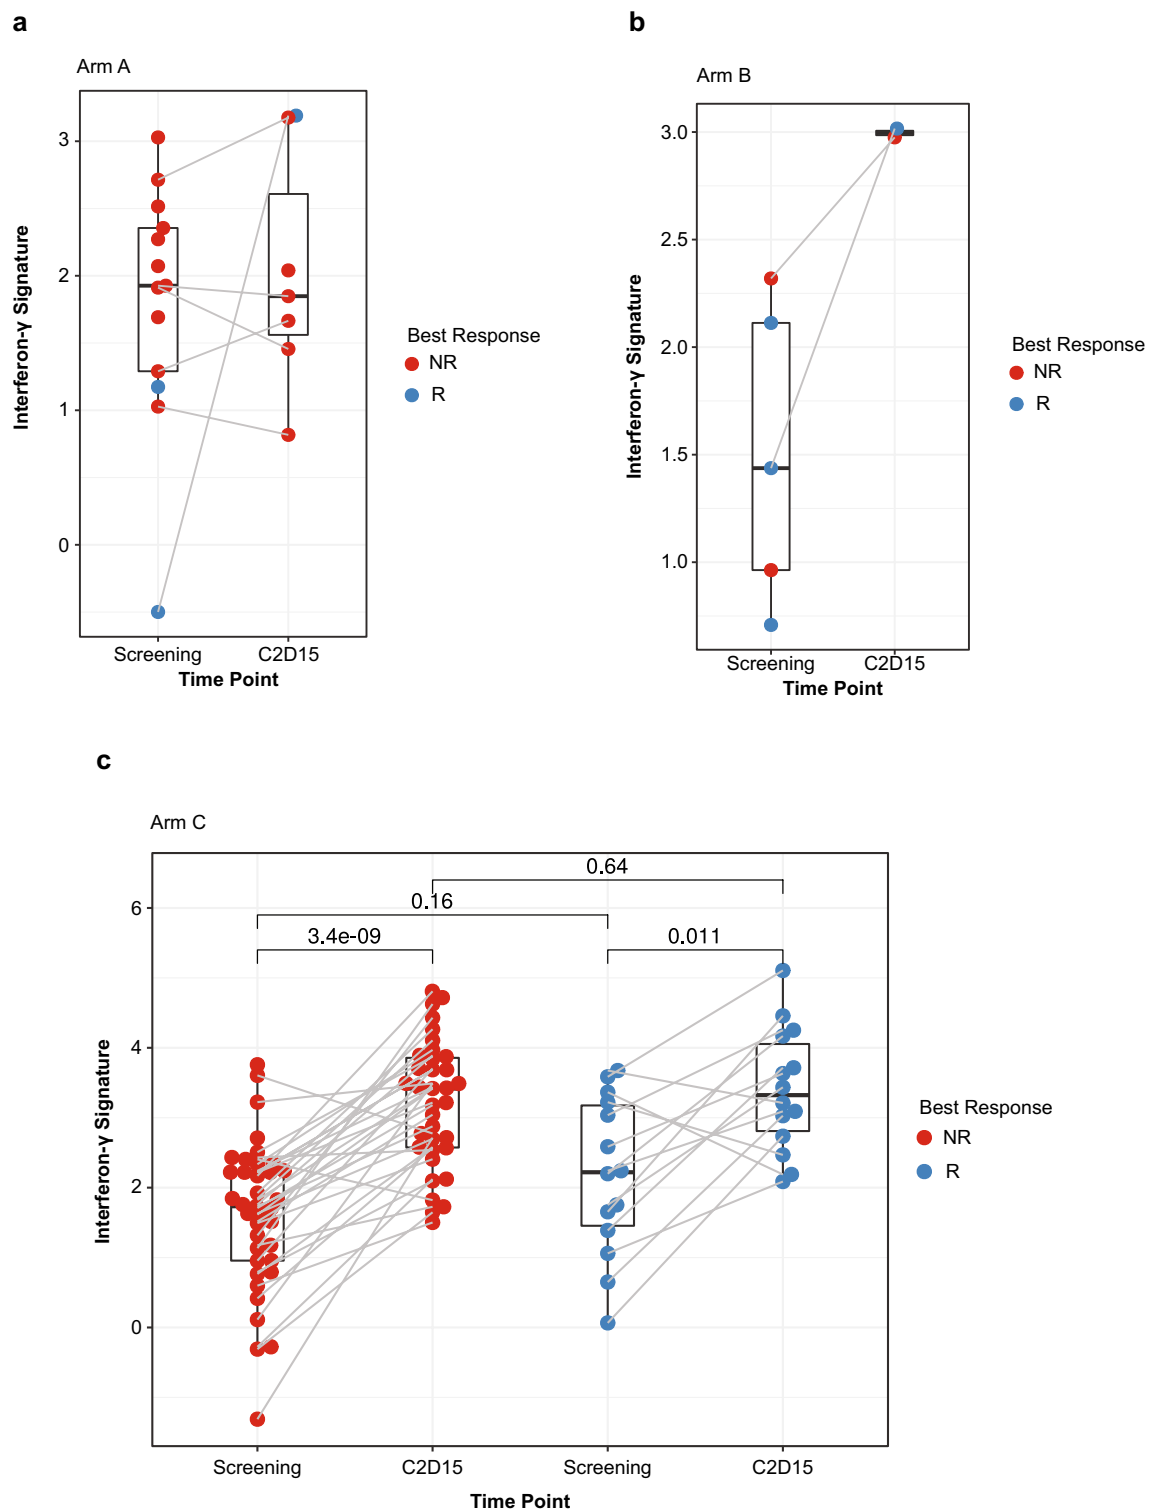 a
Arm A
Interferon-γ Signature
3
2
1
0
Screening
C2D15
Time Point
Best Response
NR
R
b
Arm B
Interferon-γ Signature
3.0
2.5
2.0
1.5
1.0
Screening
C2D15
Time Point
Best Response
NR
R
c
Arm C
Interferon-γ Signature
6
4
2
0
0.64
0.16
3.4e-09
0.011
Screening
C2D15
Screening
C2D15
Time Point
Best Response
NR
R